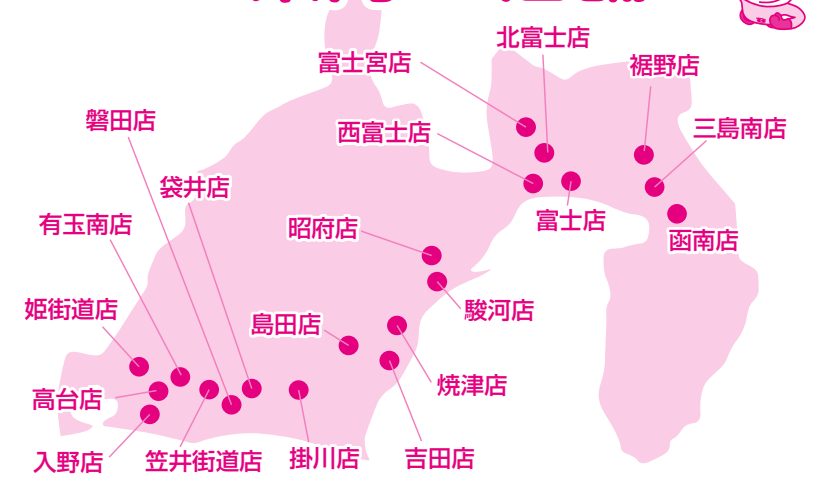 北富士店
富士宮店
裾野店
磐田店
西富士店
三島南店
袋井店
有玉南店
昭府店
富士店
函南店
姫街道店
島田店
駿河店
高台店
焼津店
入野店
笠井街道店
掛川店
吉田店